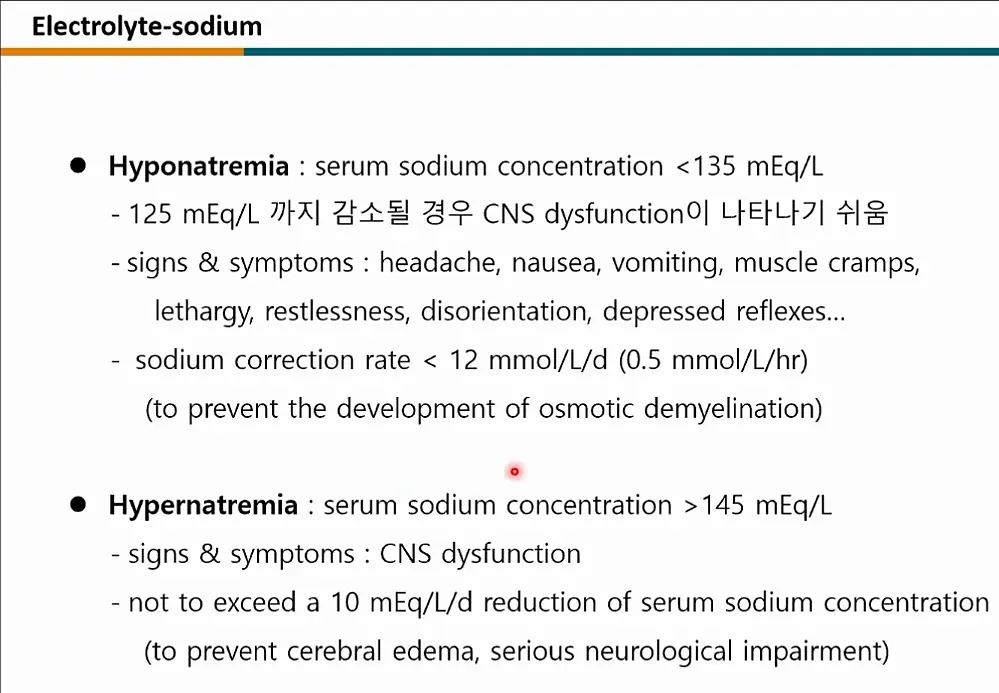 Electrolyte-sodium
● Hyponatremia : serum sodium concentration <135 mEq/L
- 125 mEq/L 까지 감소될 경우 CNS dysfunction이 나타나기 쉬움
- signs & symptoms : headache, nausea, vomiting, muscle cramps,
lethargy, restlessness, disorientation, depressed reflexes...
- sodium correction rate < 12 mmol/L/d (0.5 mmol/L/hr)
(to prevent the development of osmotic demyelination)
● Hypernatremia : serum sodium concentration >145 mEq/L
- signs & symptoms : CNS dysfunction
- not to exceed a 10 mEq/L/d reduction of serum sodium concentration
(to prevent cerebral edema, serious neurological impairment)